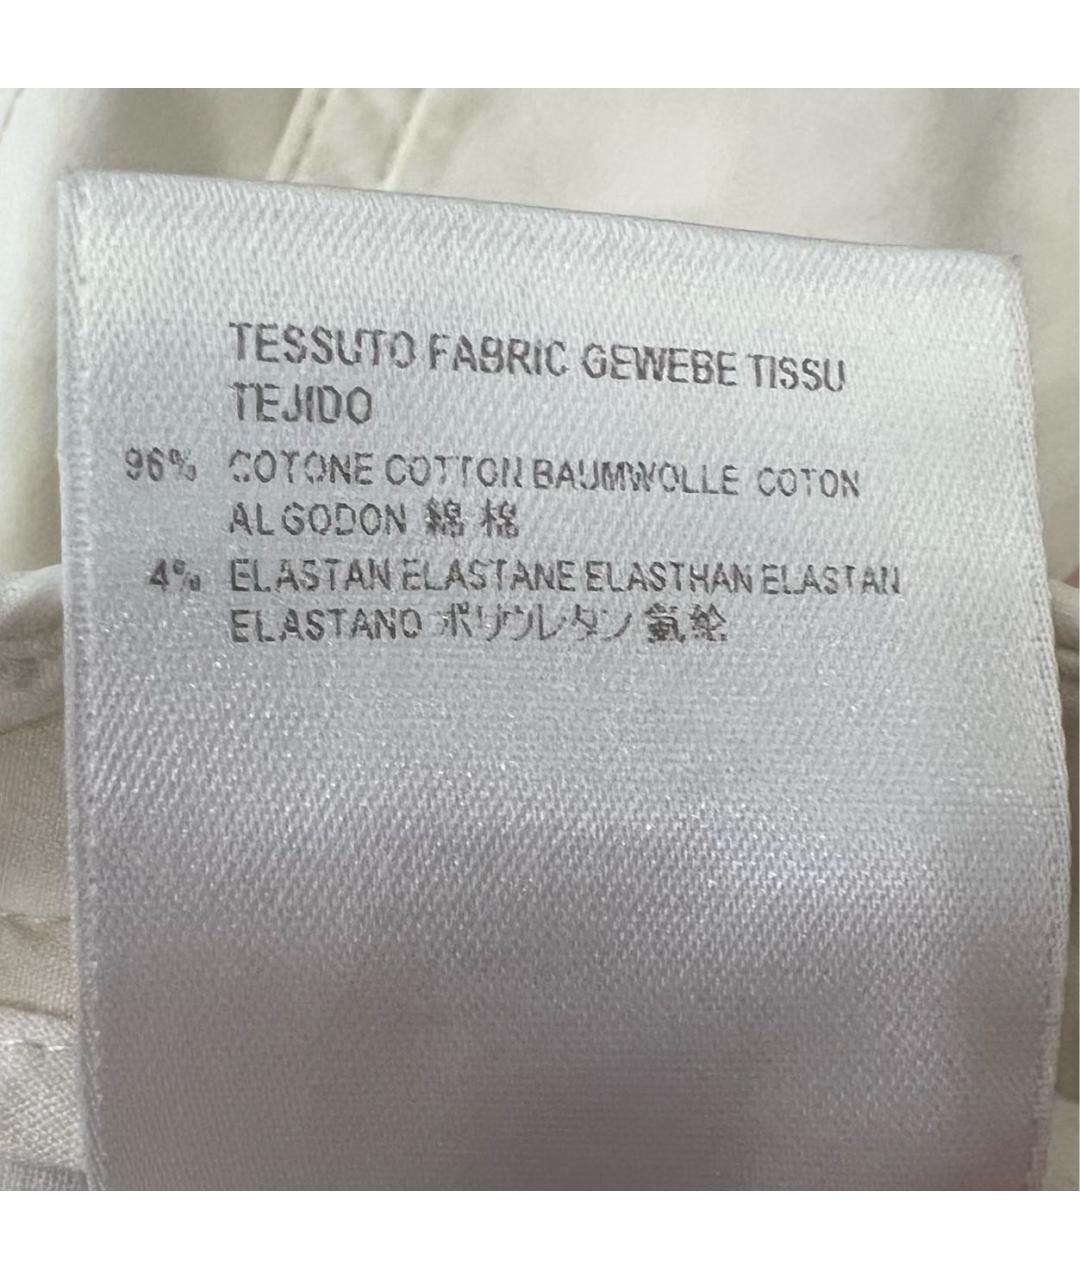 TESSUTO FABRIC GEWEBE TISSU
TEJIDO
96% COTONE COTTON BAUMWOLLE COTON
ALGODON 綿 棉
4% ELASTAN ELASTANE ELASTHAN ELASTAN
ELASTANO ポリウレタン 氨纶